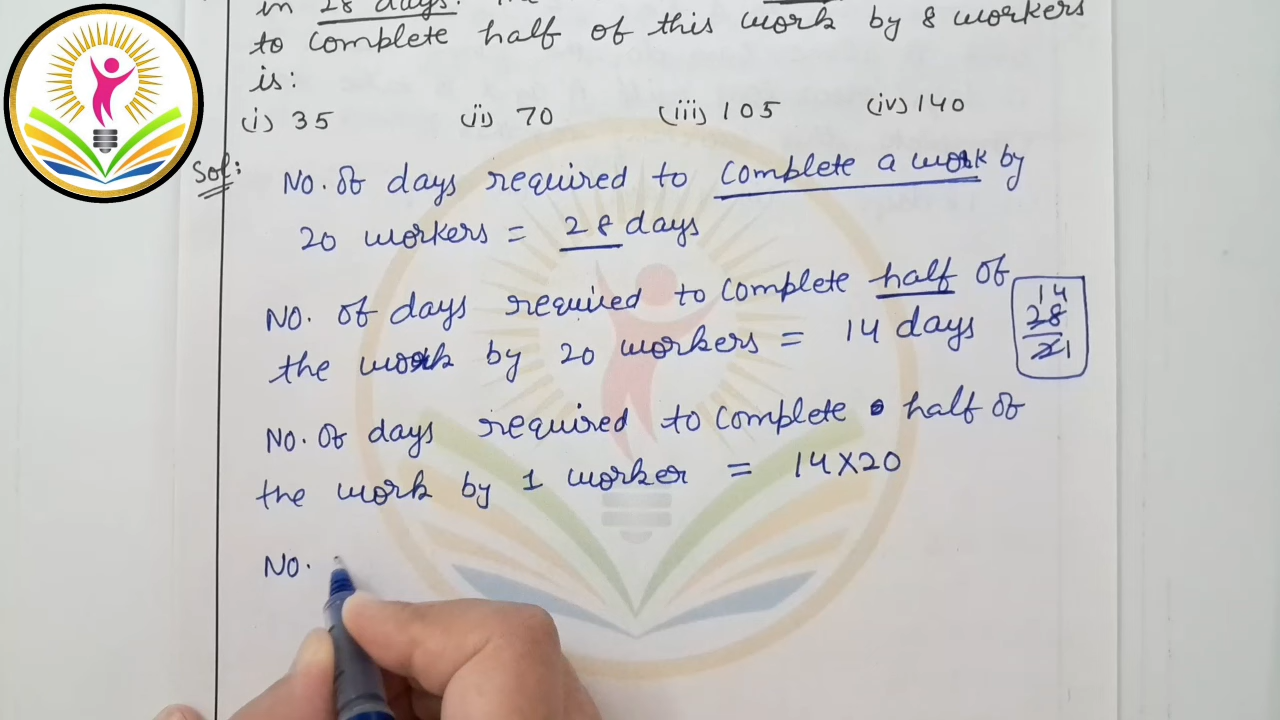 in 28 days.
to complete half of this work by 8 workers
is:
(i) 35 (ii) 70 (iii) 105 (iv) 140
Sol: No. of days required to complete a work by
20 workers = 28 days
No. of days required to complete half of
the work by 20 workers = 14 days
14
28
21
No. of days required to complete half of
the work by 1 worker = 14×20
No.